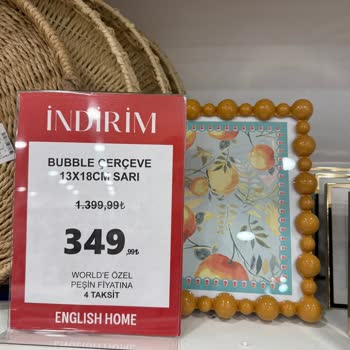 İNDİRİM
BUBBLE ÇERÇEVE
13X18CM SARI
1.399,99₺
349,99₺
WORLD'E ÖZEL
PEŞİN FİYATINA
4 TAKSİT
ENGLISH HOME